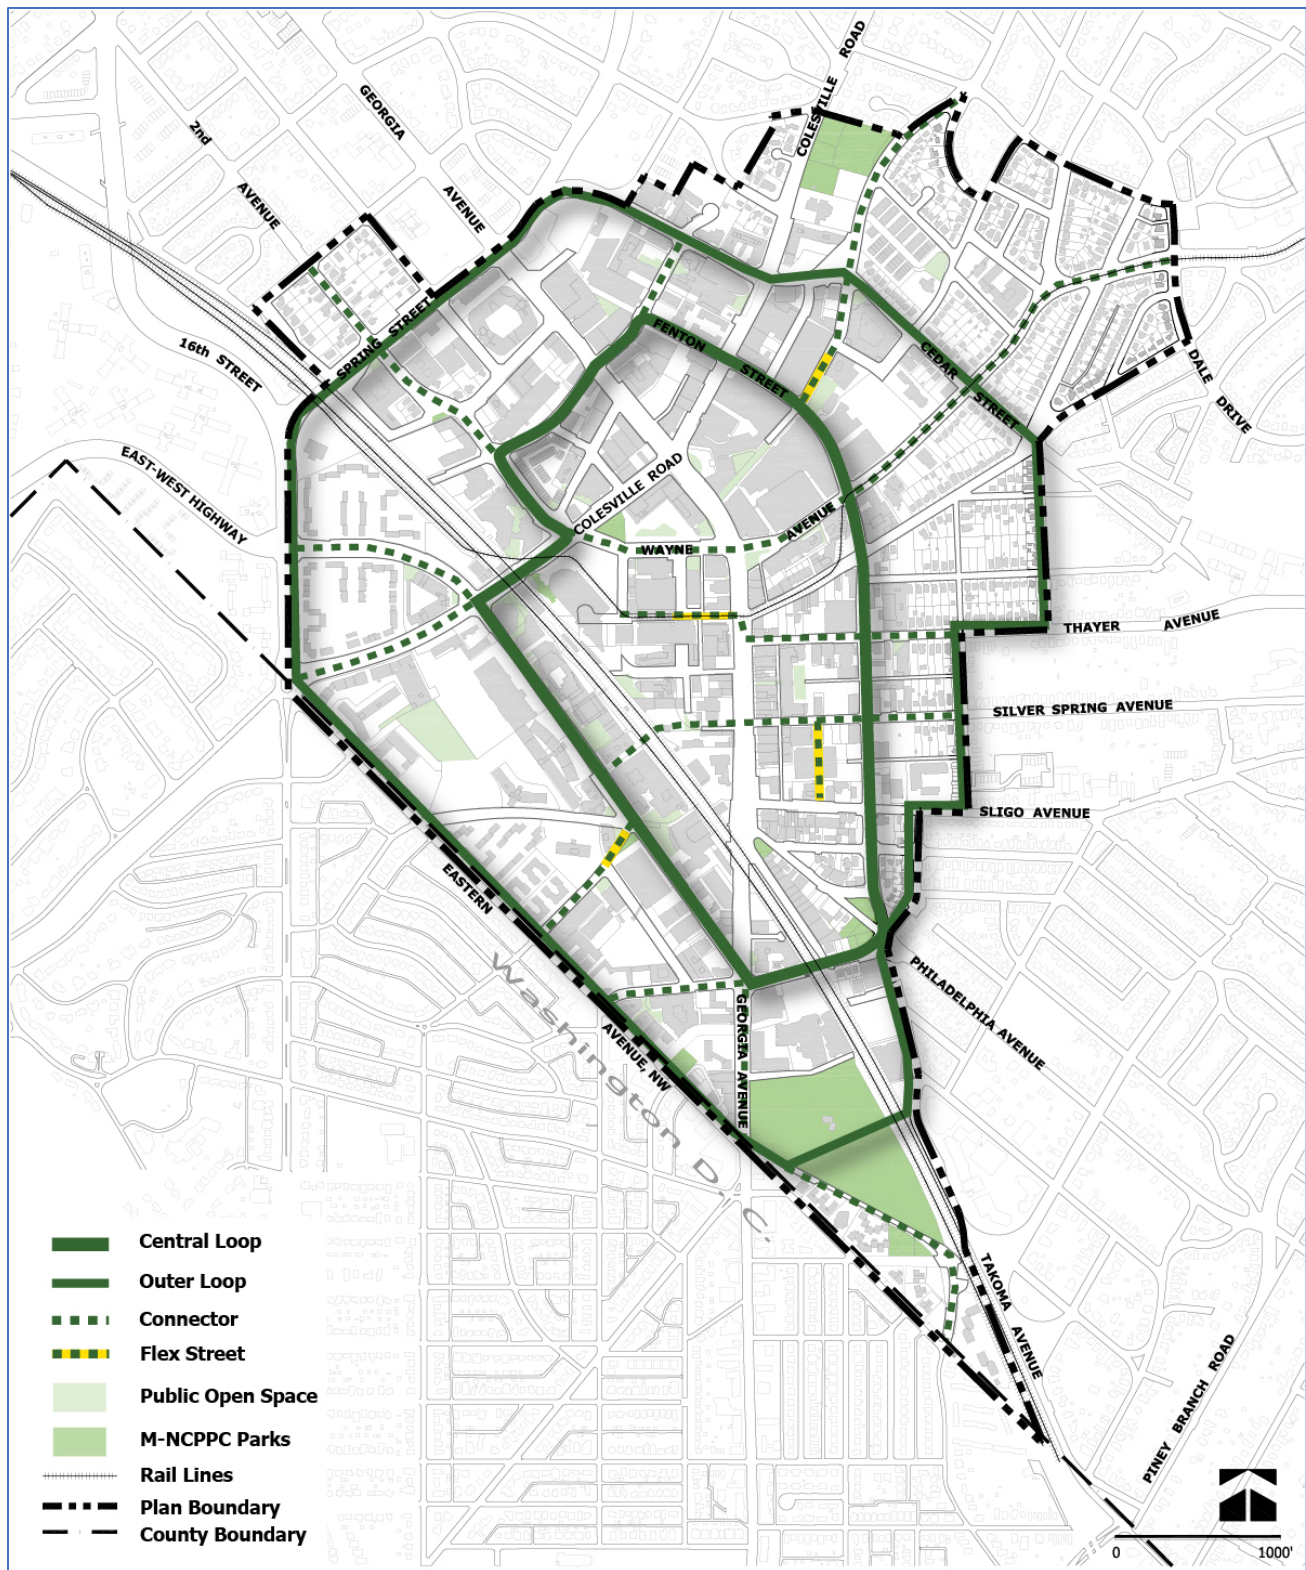 COLESVILLE ROAD
GEORGIA
AVENUE
2nd
AVENUE
SPRING STREET
16th STREET
EAST-WEST HIGHWAY
FENTON
STREET
CEDAR
STREET
DALE
DRIVE
COLESVILLE ROAD
WAYNE
AVENUE
THAYER
AVENUE
SILVER SPRING AVENUE
SLIGO AVENUE
EASTERN
AVENUE, NW
Washington D. C.
GEORGIA AVENUE
PHILADELPHIA AVENUE
TAKOMA
AVENUE
PINEY BRANCH ROAD
Central Loop
Outer Loop
Connector
Flex Street
Public Open Space
M-NCPPC Parks
Rail Lines
Plan Boundary
County Boundary
0 1000'